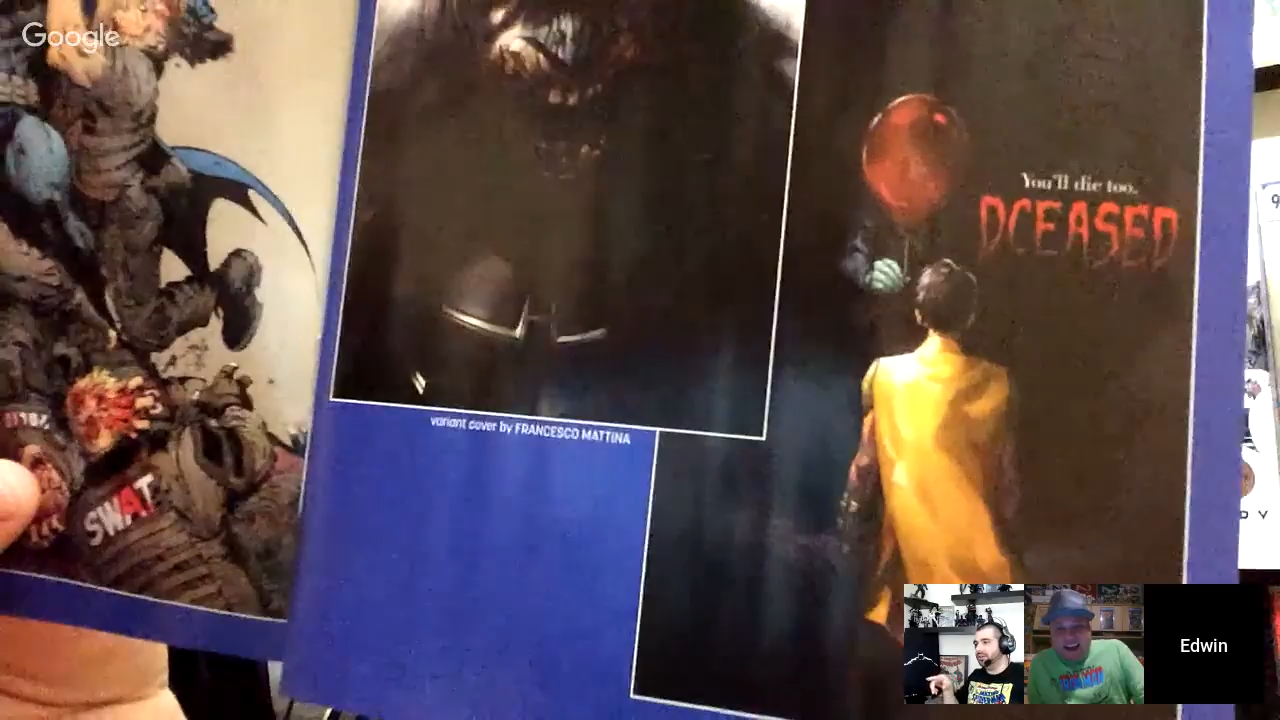 Google
You'll die too.
DCEASED
variant cover by FRANCESCO MATTINA
SWAT
Edwin